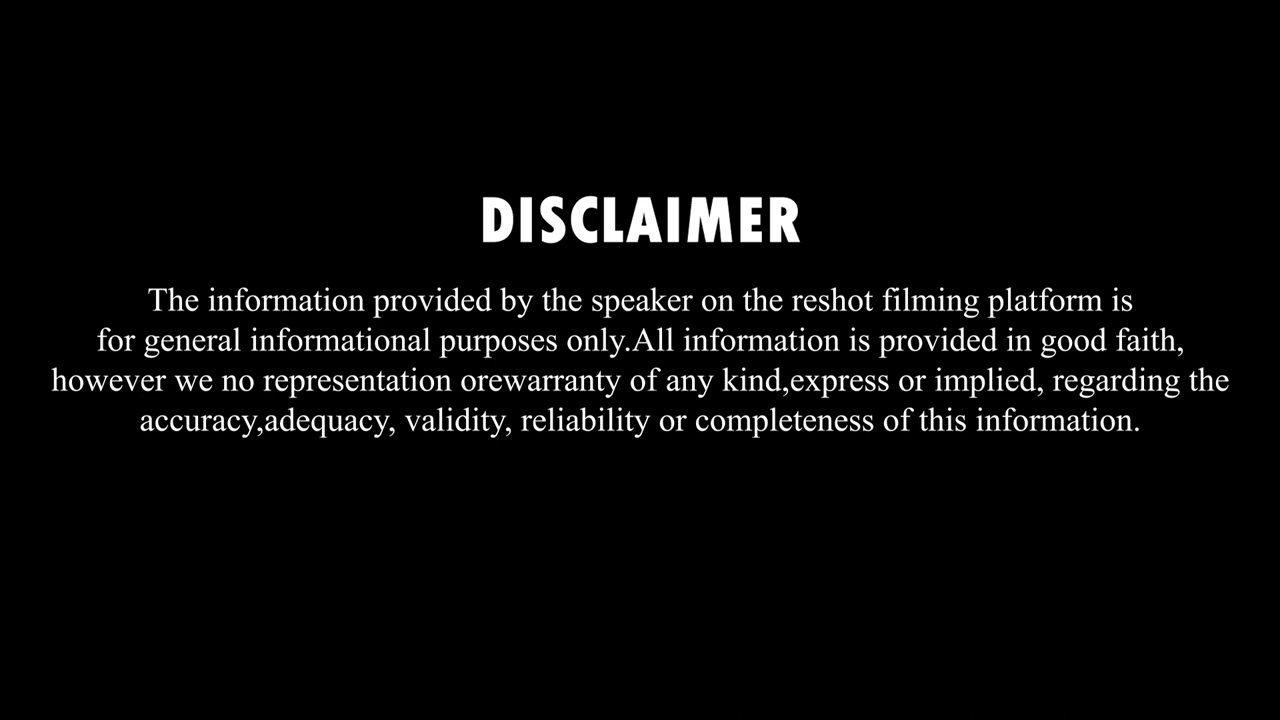 DISCLAIMER
The information provided by the speaker on the reshot filming platform is
for general informational purposes only.All information is provided in good faith,
however we no representation orewarranty of any kind,express or implied, regarding the
accuracy,adequacy, validity, reliability or completeness of this information.